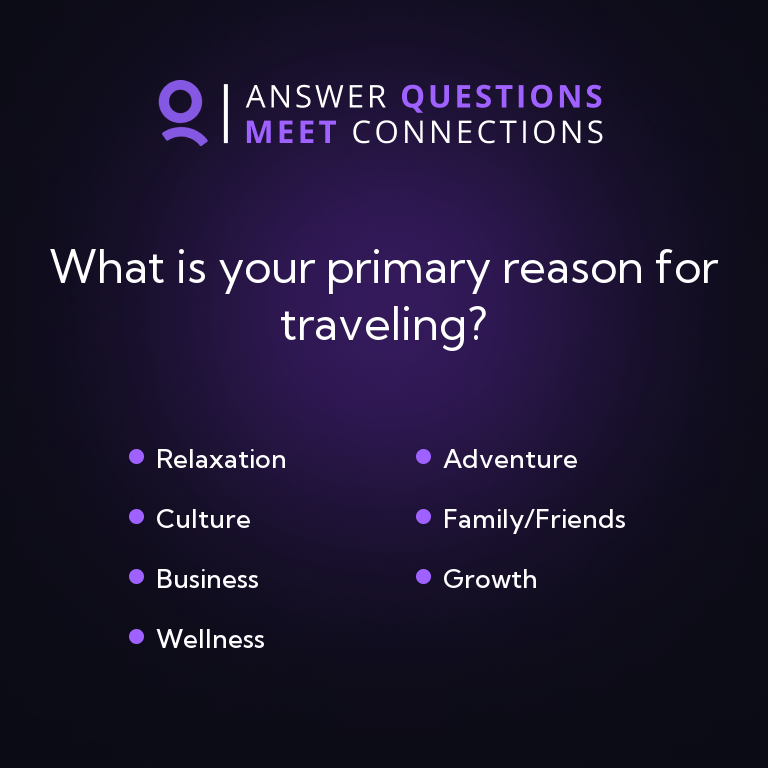 ANSWER QUESTIONS
MEET CONNECTIONS
What is your primary reason for
traveling?
Relaxation
Adventure
Culture
Family/Friends
Business
Growth
Wellness